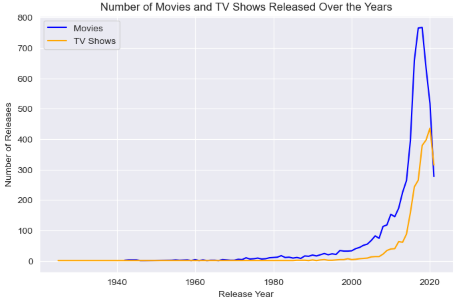 Number of Movies and TV Shows Released Over the Years
800
Movies
TV Shows
700
600
500
400
300
200
100
0
Number of Releases
1940
1960
1980
2000
2020
Release Year